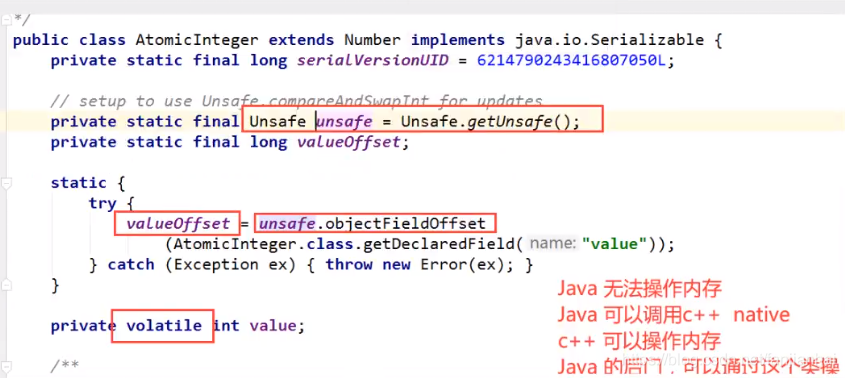 */
public class AtomicInteger extends Number implements java.io.Serializable {
private static final long serialVersionUID = 6214790243416807050L;
// setup to use Unsafe.compareAndSwapInt for updates
private static final Unsafe unsafe = Unsafe.getUnsafe();
private static final long valueOffset;
static {
try {
valueOffset = unsafe.objectFieldOffset
(AtomicInteger.class.getDeclaredField( name: "value"));
} catch (Exception ex) { throw new Error(ex); }
}
private volatile int value;
/**
Java 无法操作内存
Java 可以调用c++ native
c++ 可以操作内存
Java 的后门，可以通过这个类操